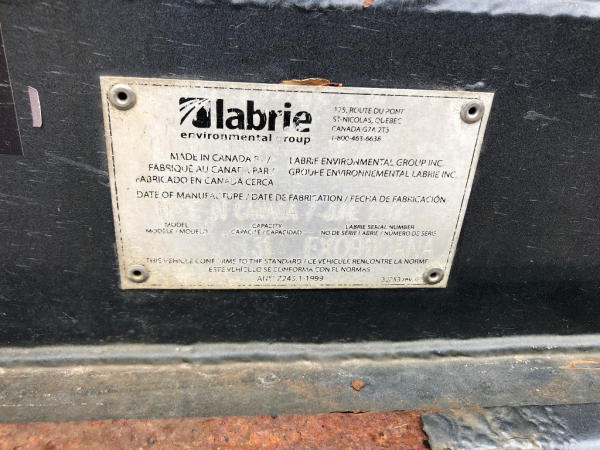 labrie
environmental group
175, ROUTE DU PONT
ST-NICOLAS, QUEBEC
CANADA G7A 2T3
1-800-463-6638
MADE IN CANADA BY / LABRIE ENVIRONMENTAL GROUP INC.
FABRIQUÉ AU CANADA PAR / GROUPE ENVIRONNEMENTAL LABRIE INC.
FABRICADO EN CANADA CERCA
DATE OF MANUFACTURE / DATE DE FABRICATION / FECHA DE FABRICACIÓN
MODEL CAPACITY LABRIE SERIAL NUMBER
MODÈLE / MODELO CAPACITÉ / CAPACIDAD NO DE SÉRIE LABRIE / NÚMERO DE SERIE
THIS VEHICLE CONFORMS TO THE STANDARD / CE VÉHICULE RENCONTRE LA NORME
ESTE VEHÍCULO SE CONFORMA CON EL NORMAS
ANSI Z245.1-1999